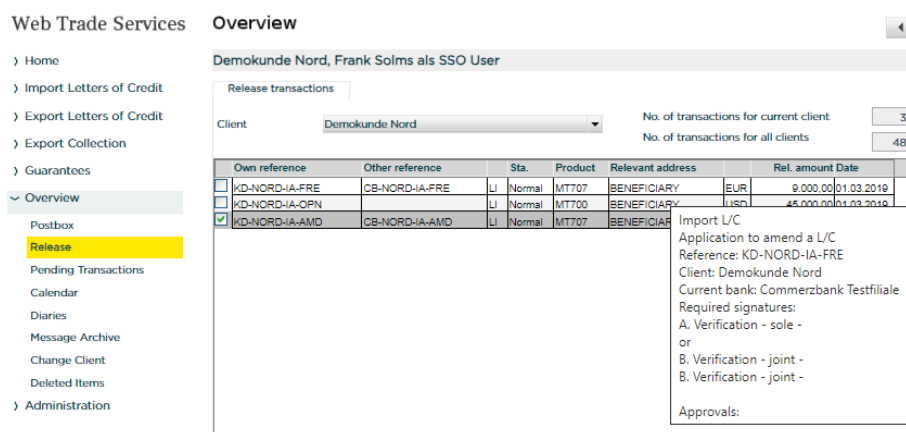 Web Trade Services
Overview
Demokunde Nord, Frank Solms als SSO User
Home
Import Letters of Credit
Export Letters of Credit
Export Collection
Guarantees
Overview
Postbox
Release
Pending Transactions
Calendar
Diaries
Message Archive
Change Client
Deleted Items
Administration
Release transactions
Client Demokunde Nord
No. of transactions for current client 3
No. of transactions for all clients 48
Own reference Other reference Sta. Product Relevant address Rel. amount Date
KD-NORD-IA-FRE CB-NORD-IA-FRE LI Normal MT707 BENEFICIARY EUR 9.000,00 01.03.2019
KD-NORD-IA-OPN LI Normal MT700 BENEFICIARY USD 45.000,00 01.03.2019
KD-NORD-IA-AMD CB-NORD-IA-AMD LI Normal MT707 BENEFICIAR
Import L/C
Application to amend a L/C
Reference: KD-NORD-IA-FRE
Client: Demokunde Nord
Current bank: Commerzbank Testfiliale
Required signatures:
A. Verification - sole -
or
B. Verification - joint -
B. Verification - joint -
Approvals: